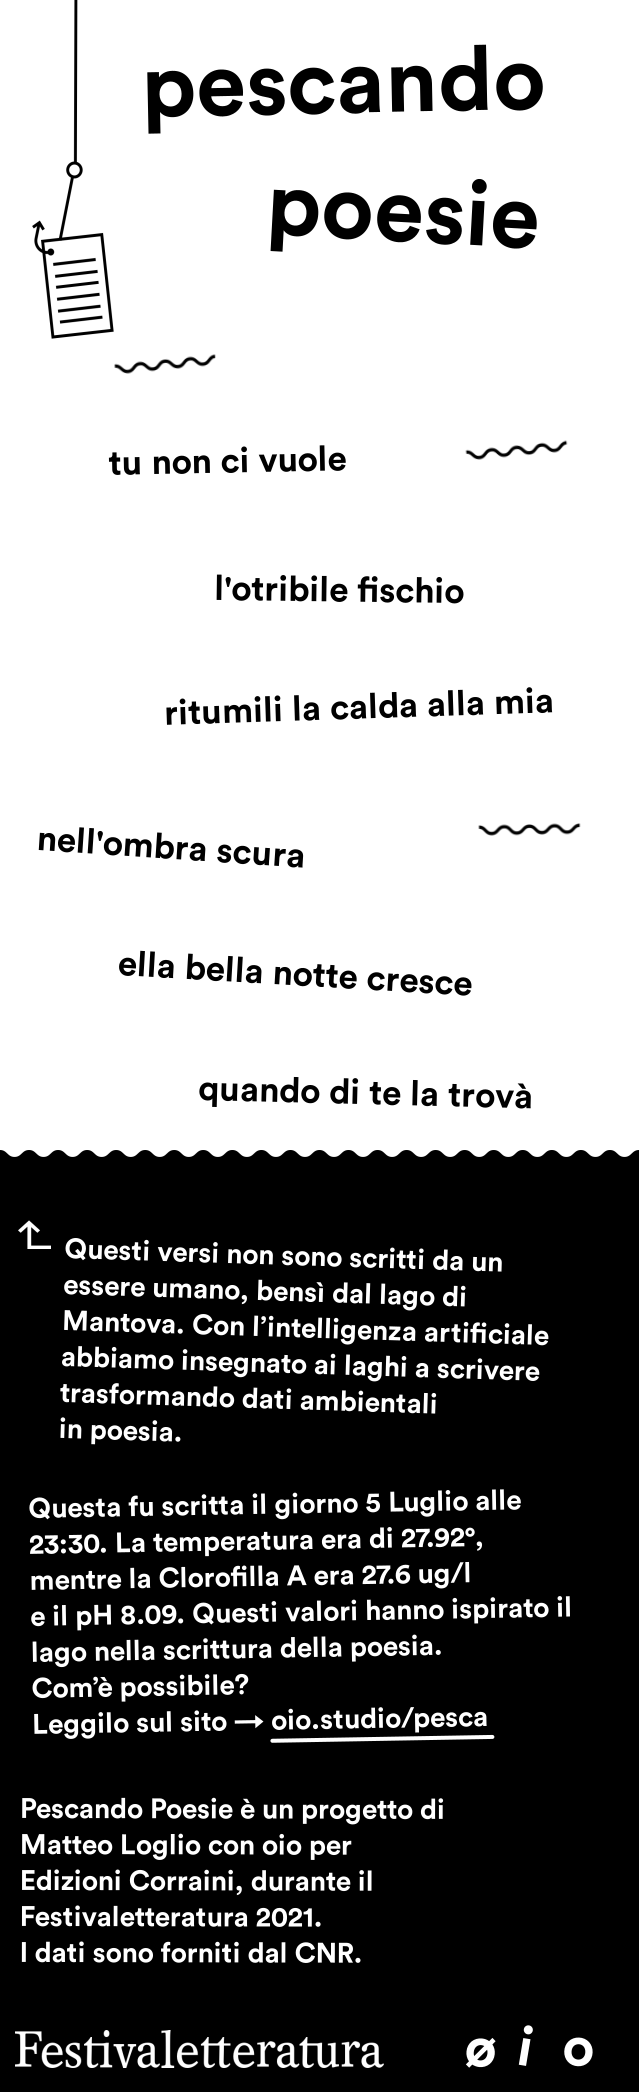 pescando
poesie
tu non ci vuole
l'otribile fischio
ritumili la calda alla mia
nell'ombra scura
ella bella notte cresce
quando di te la trovà
Questi versi non sono scritti da un
essere umano, bensì dal lago di
Mantova. Con l’intelligenza artificiale
abbiamo insegnato ai laghi a scrivere
trasformando dati ambientali
in poesia.
Questa fu scritta il giorno 5 Luglio alle
23:30. La temperatura era di 27.92°,
mentre la Clorofilla A era 27.6 ug/l
e il pH 8.09. Questi valori hanno ispirato il
lago nella scrittura della poesia.
Com’è possibile?
Leggilo sul sito → oio.studio/pesca
Pescando Poesie è un progetto di
Matteo Loglio con oio per
Edizioni Corraini, durante il
Festivaletteratura 2021.
I dati sono forniti dal CNR.
Festivaletteratura øio